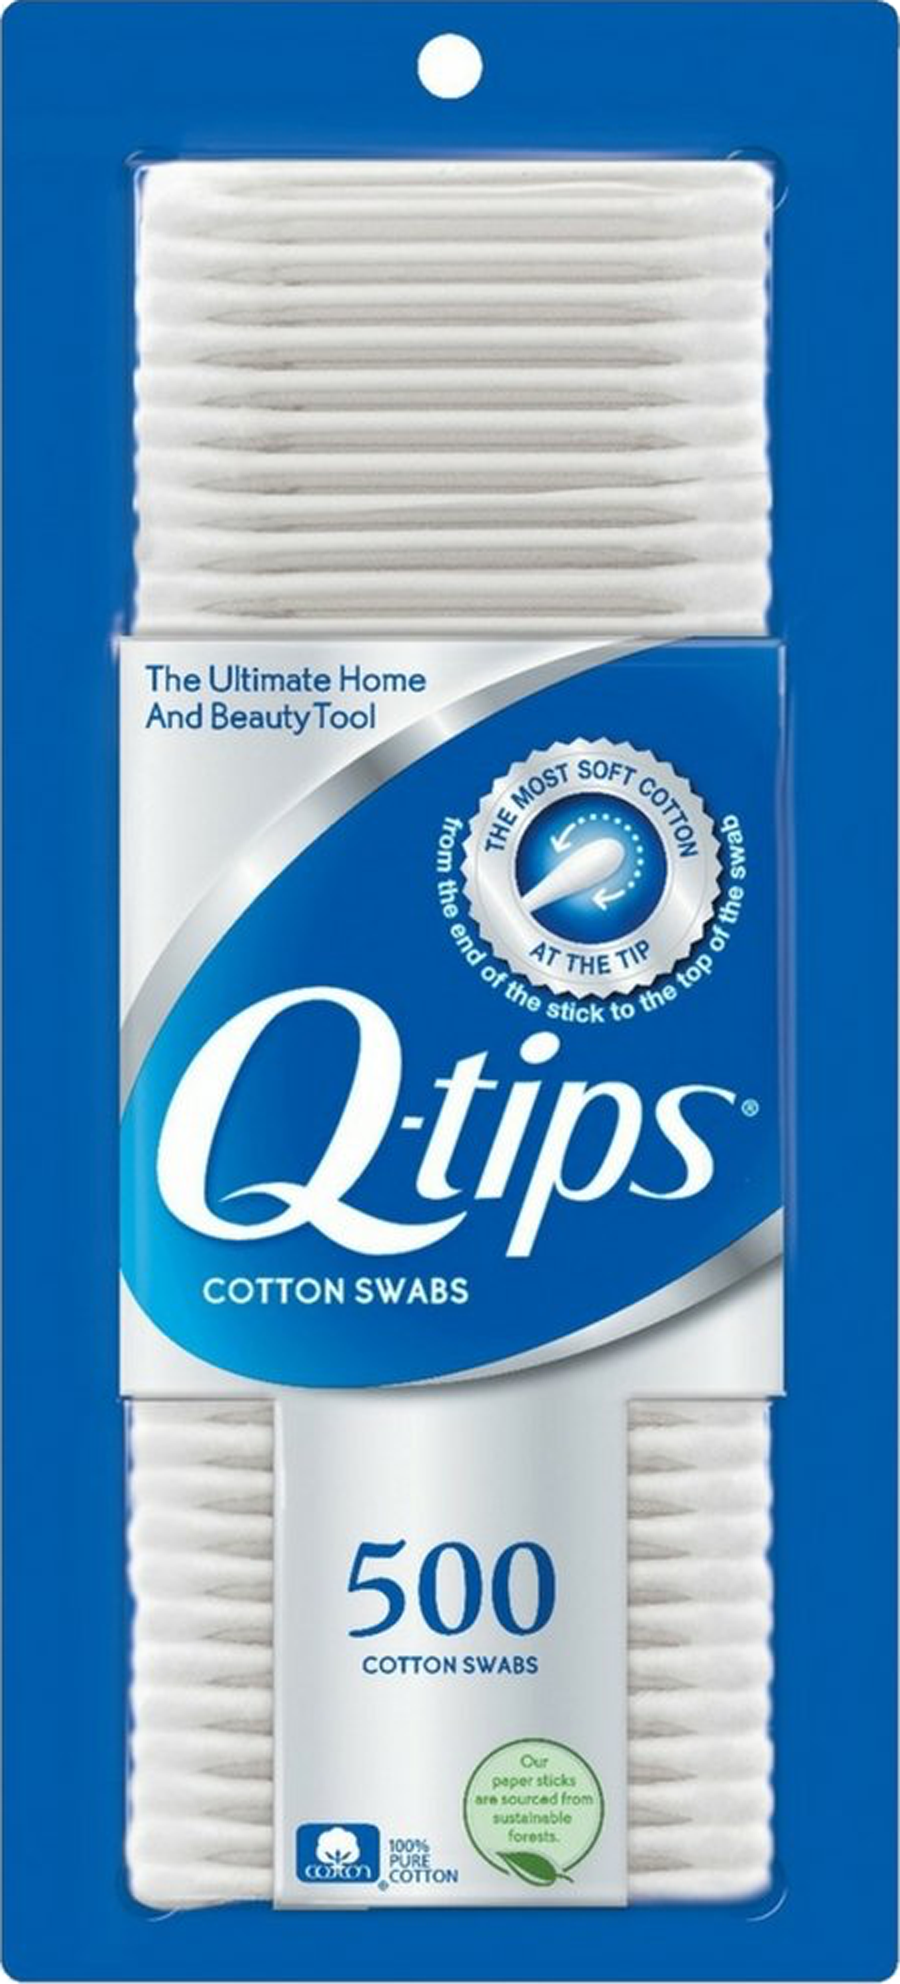 The Ultimate Home
And Beauty Tool
THE MOST SOFT COTTON
AT THE TIP
from the end of the stick to the top of the swab
Q-tips®
COTTON SWABS
500
COTTON SWABS
Our
paper sticks
are sourced from
sustainable
forests.
COTTON
®
100%
PURE
COTTON